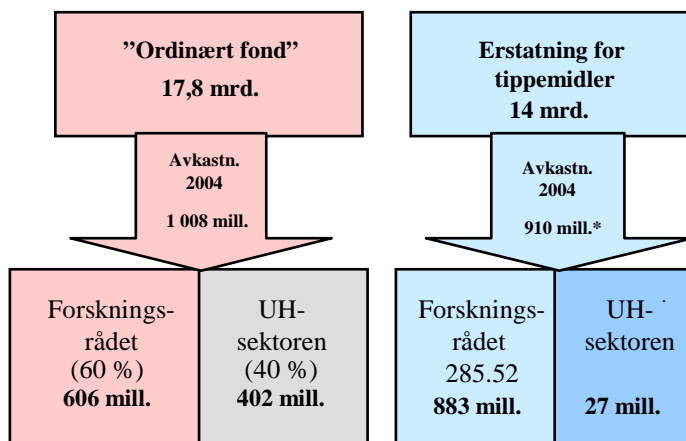 ”Ordinært fond”
17,8 mrd.
Avkastn.
2004
1 008 mill.
Forsknings-
rådet
(60 %)
606 mill.
UH-
sektoren
(40 %)
402 mill.
Erstatning for
tippemidler
14 mrd.
Avkastn.
2004
910 mill.*
Forsknings-
rådet
285.52
883 mill.
UH-
sektoren
27 mill.